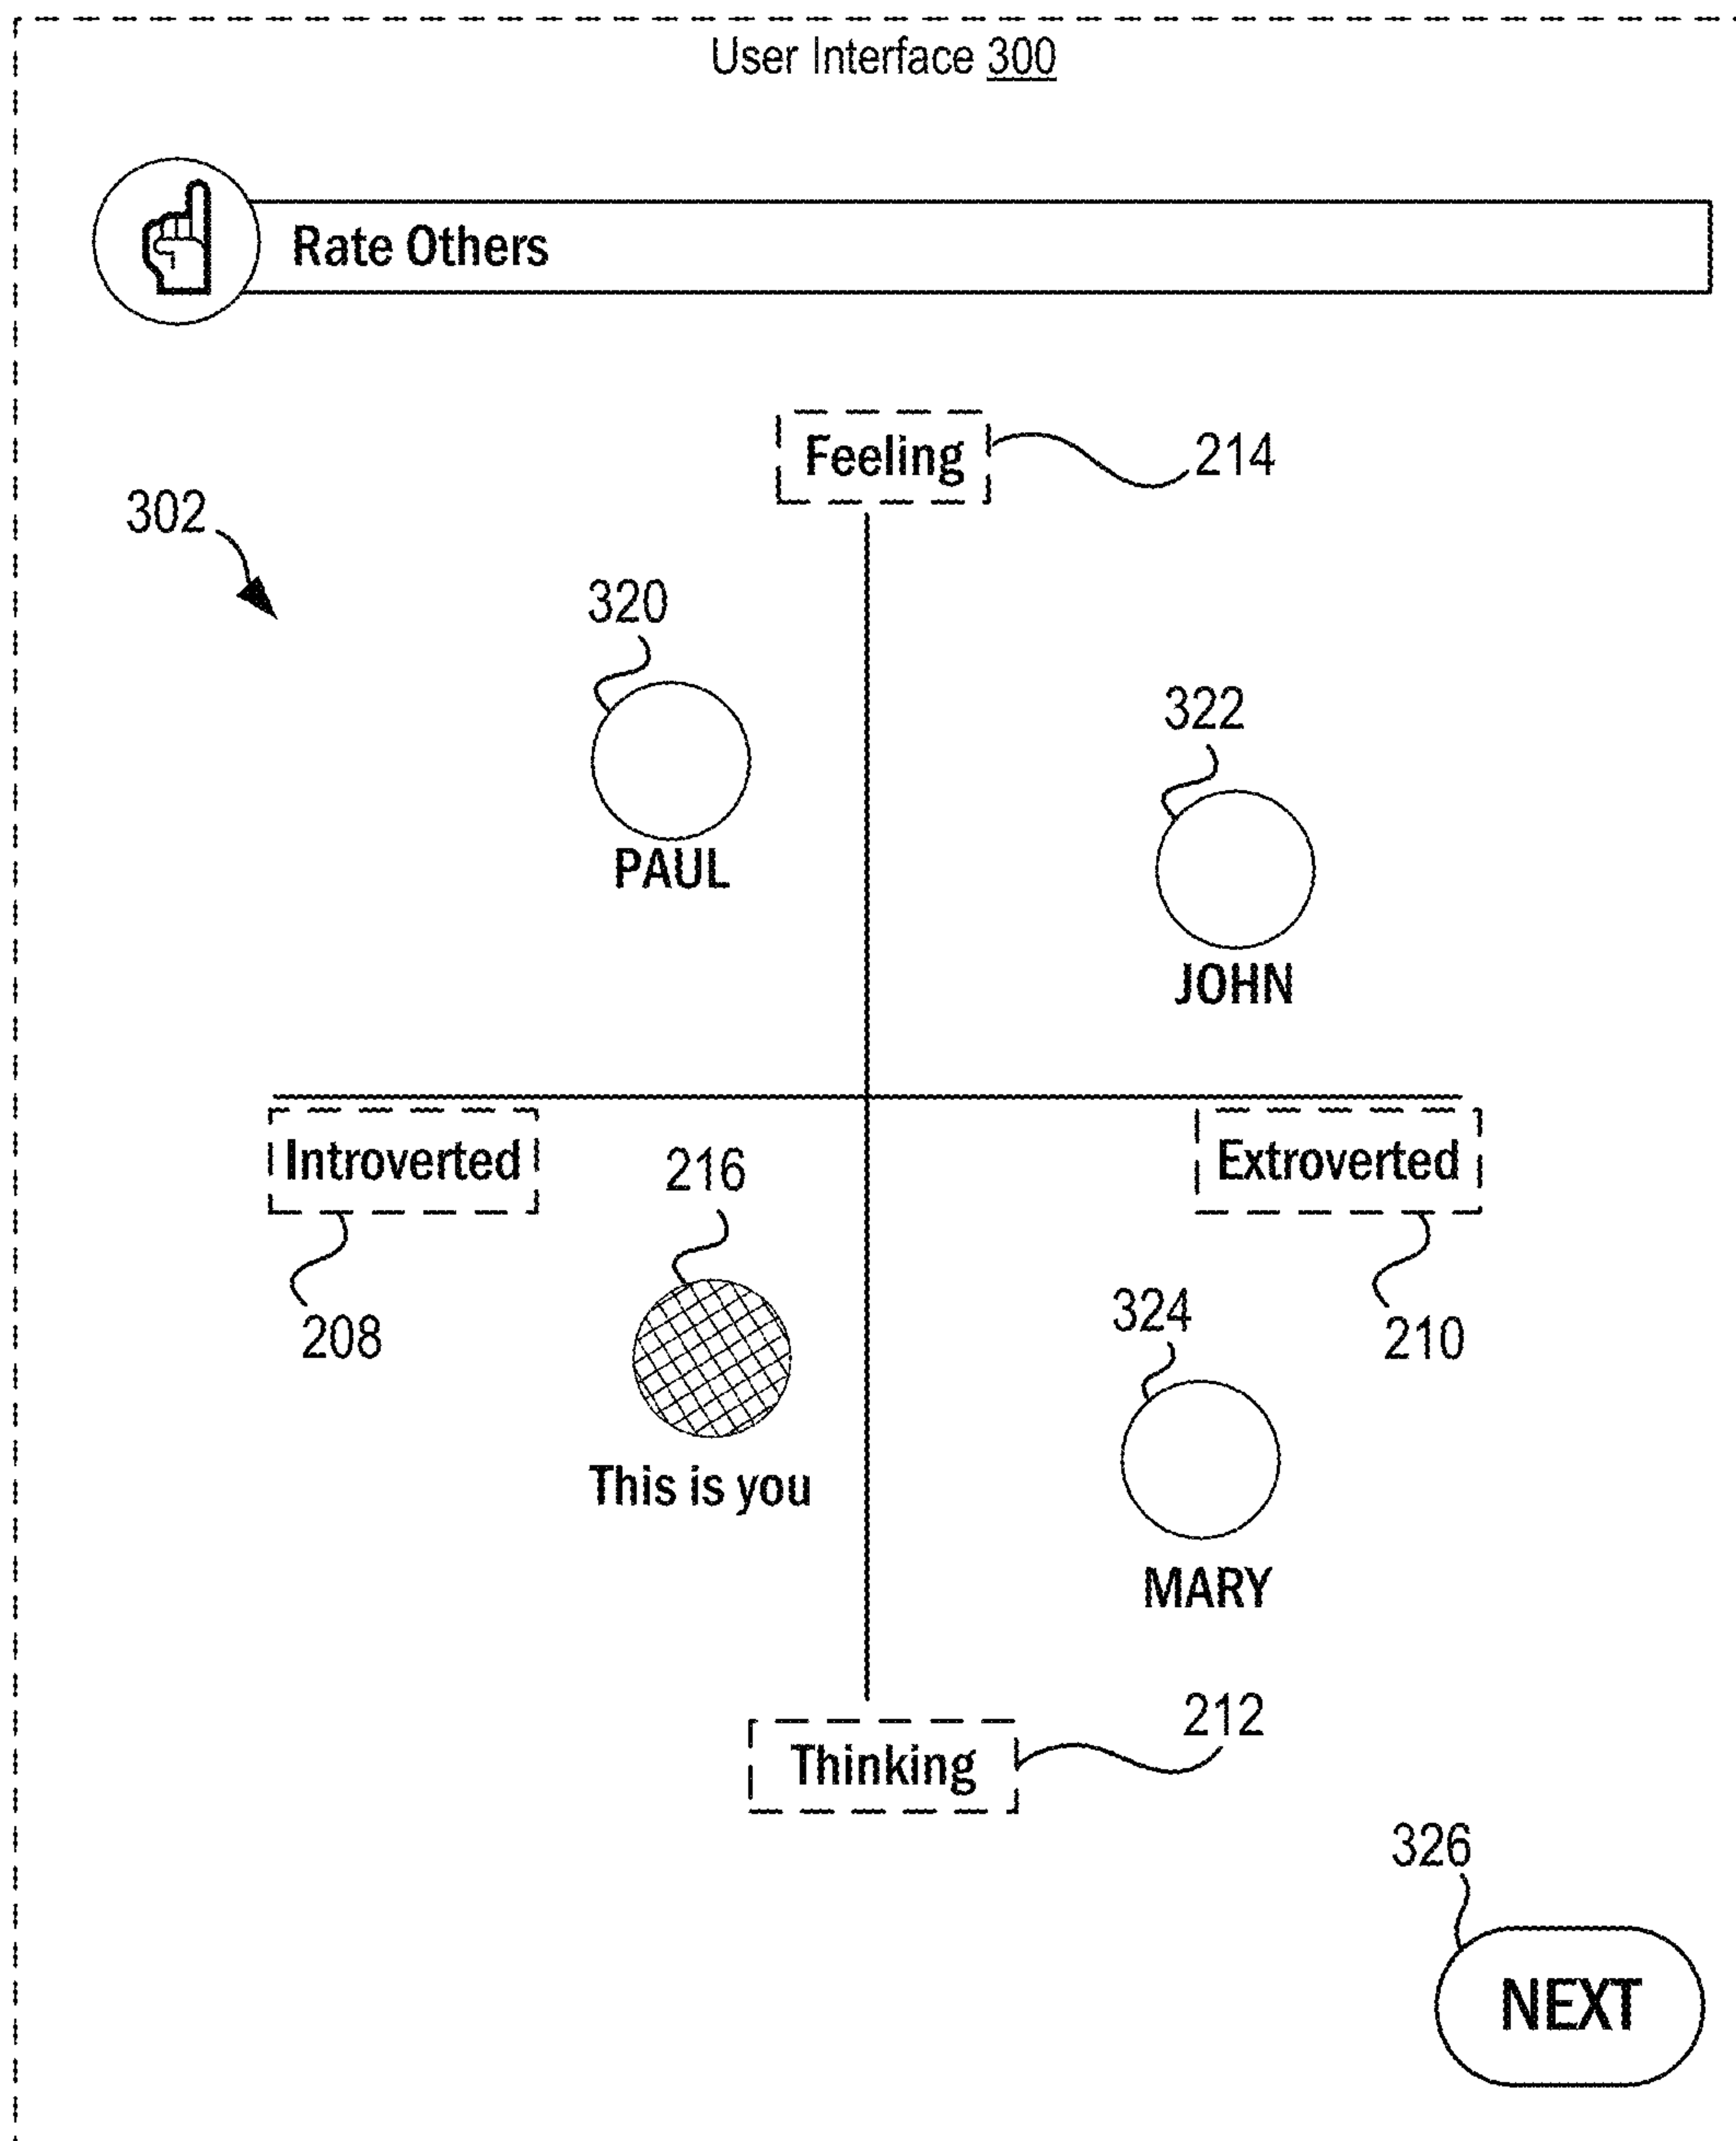 User Interface 300
Rate Others
Feeling
214
302
320
322
PAUL
JOHN
Introverted
216
Extroverted
208
324
210
This is you
MARY
212
Thinking
326
NEXT